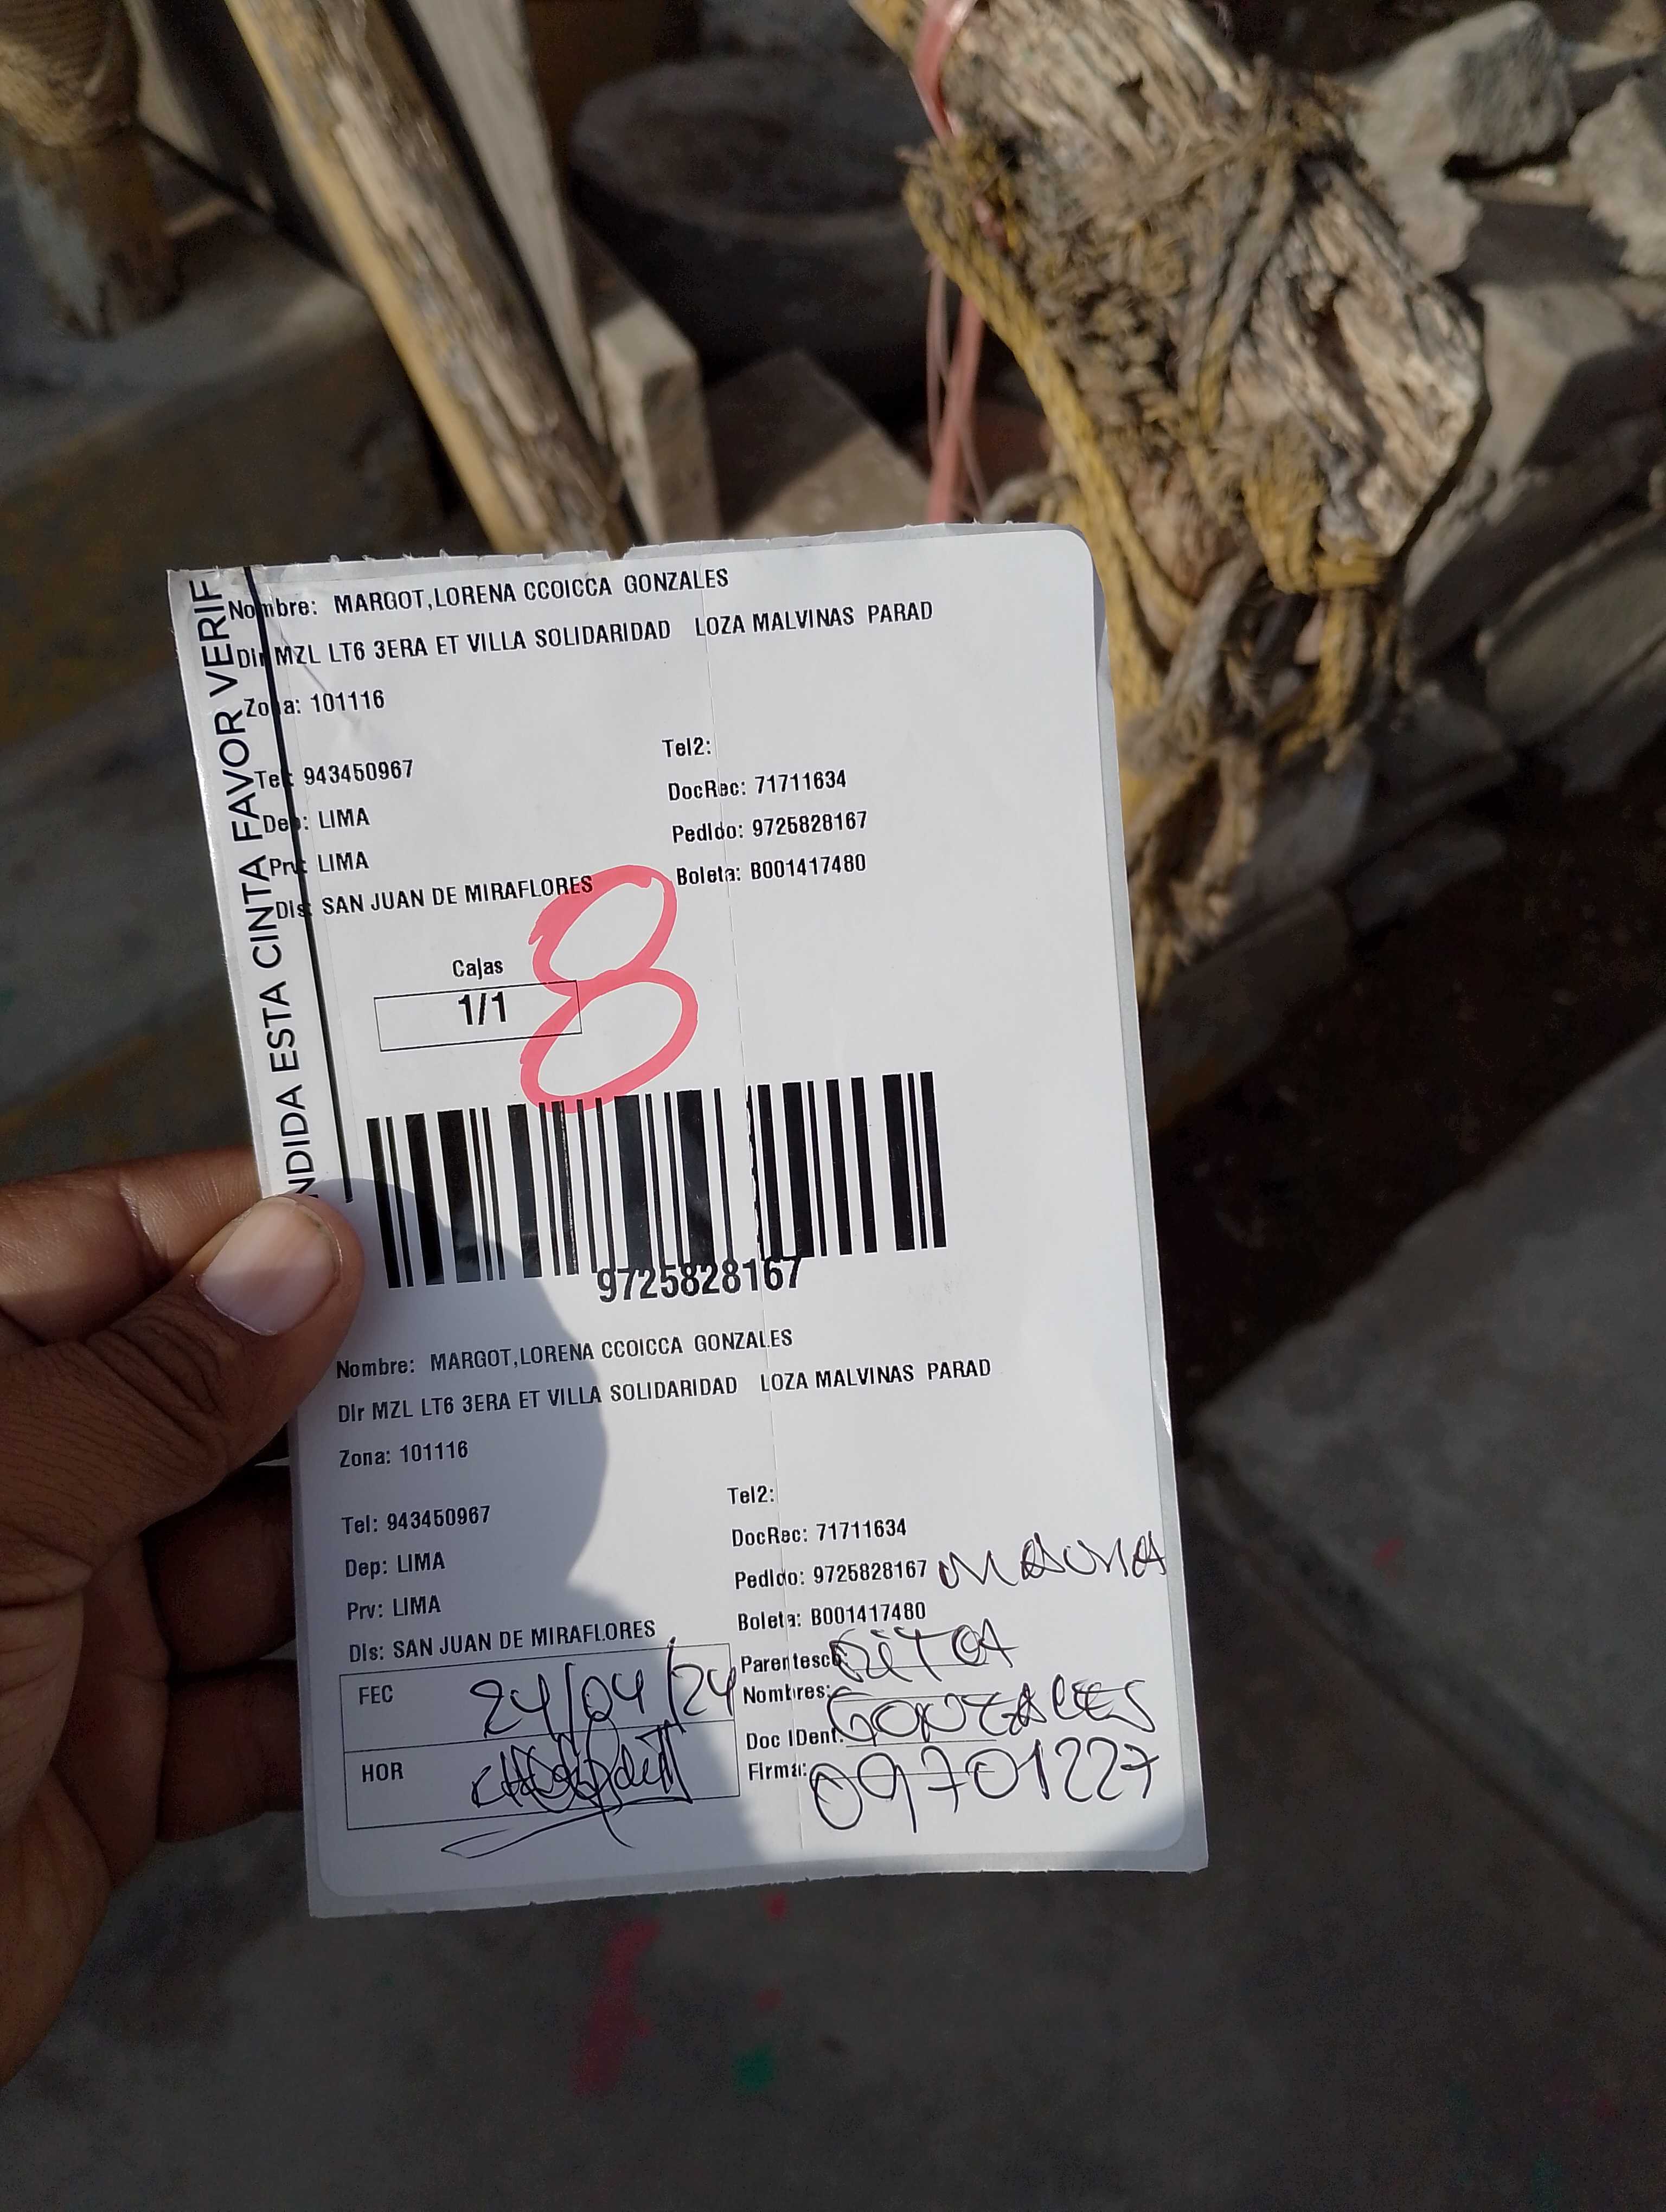 NDIDA ESTA CINTA FAVOR VERIF
Nombre: MARGOT,LORENA CCOICCA GONZALES
Dir MZL LT6 3ERA ET VILLA SOLIDARIDAD LOZA MALVINAS PARAD
Zona: 101116
Tel: 943450967 Tel2:
Dep: LIMA DocRec: 71711634
Prv: LIMA Pedido: 9725828167
Dis: SAN JUAN DE MIRAFLORES Boleta: B001417480
8
Cajas
1/1
9725828167
Nombre: MARGOT,LORENA CCOICCA GONZALES
Dir MZL LT6 3ERA ET VILLA SOLIDARIDAD LOZA MALVINAS PARAD
Zona: 101116
Tel: 943450967 Tel2:
Dep: LIMA DocRec: 71711634
Prv: LIMA Pedido: 9725828167
Dis: SAN JUAN DE MIRAFLORES Boleta: B001417480
Parentesco:
FEC 24/04/24 Nombres: GONZALES
Doc IDent:
HOR Firma: 09701227